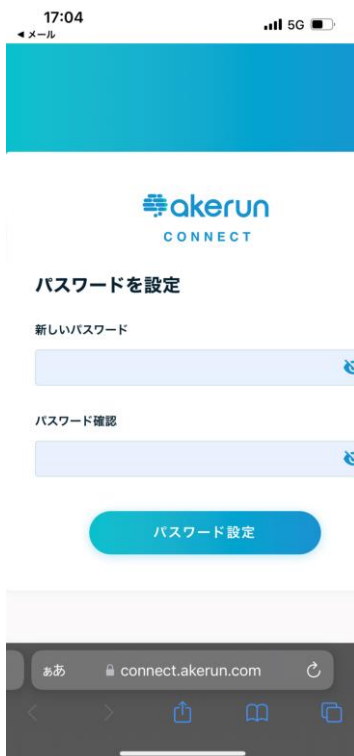 17:04
5G
◀ メール
akerun
CONNECT
パスワードを設定
新しいパスワード
パスワード確認
パスワード設定
ぁあ
connect.akerun.com